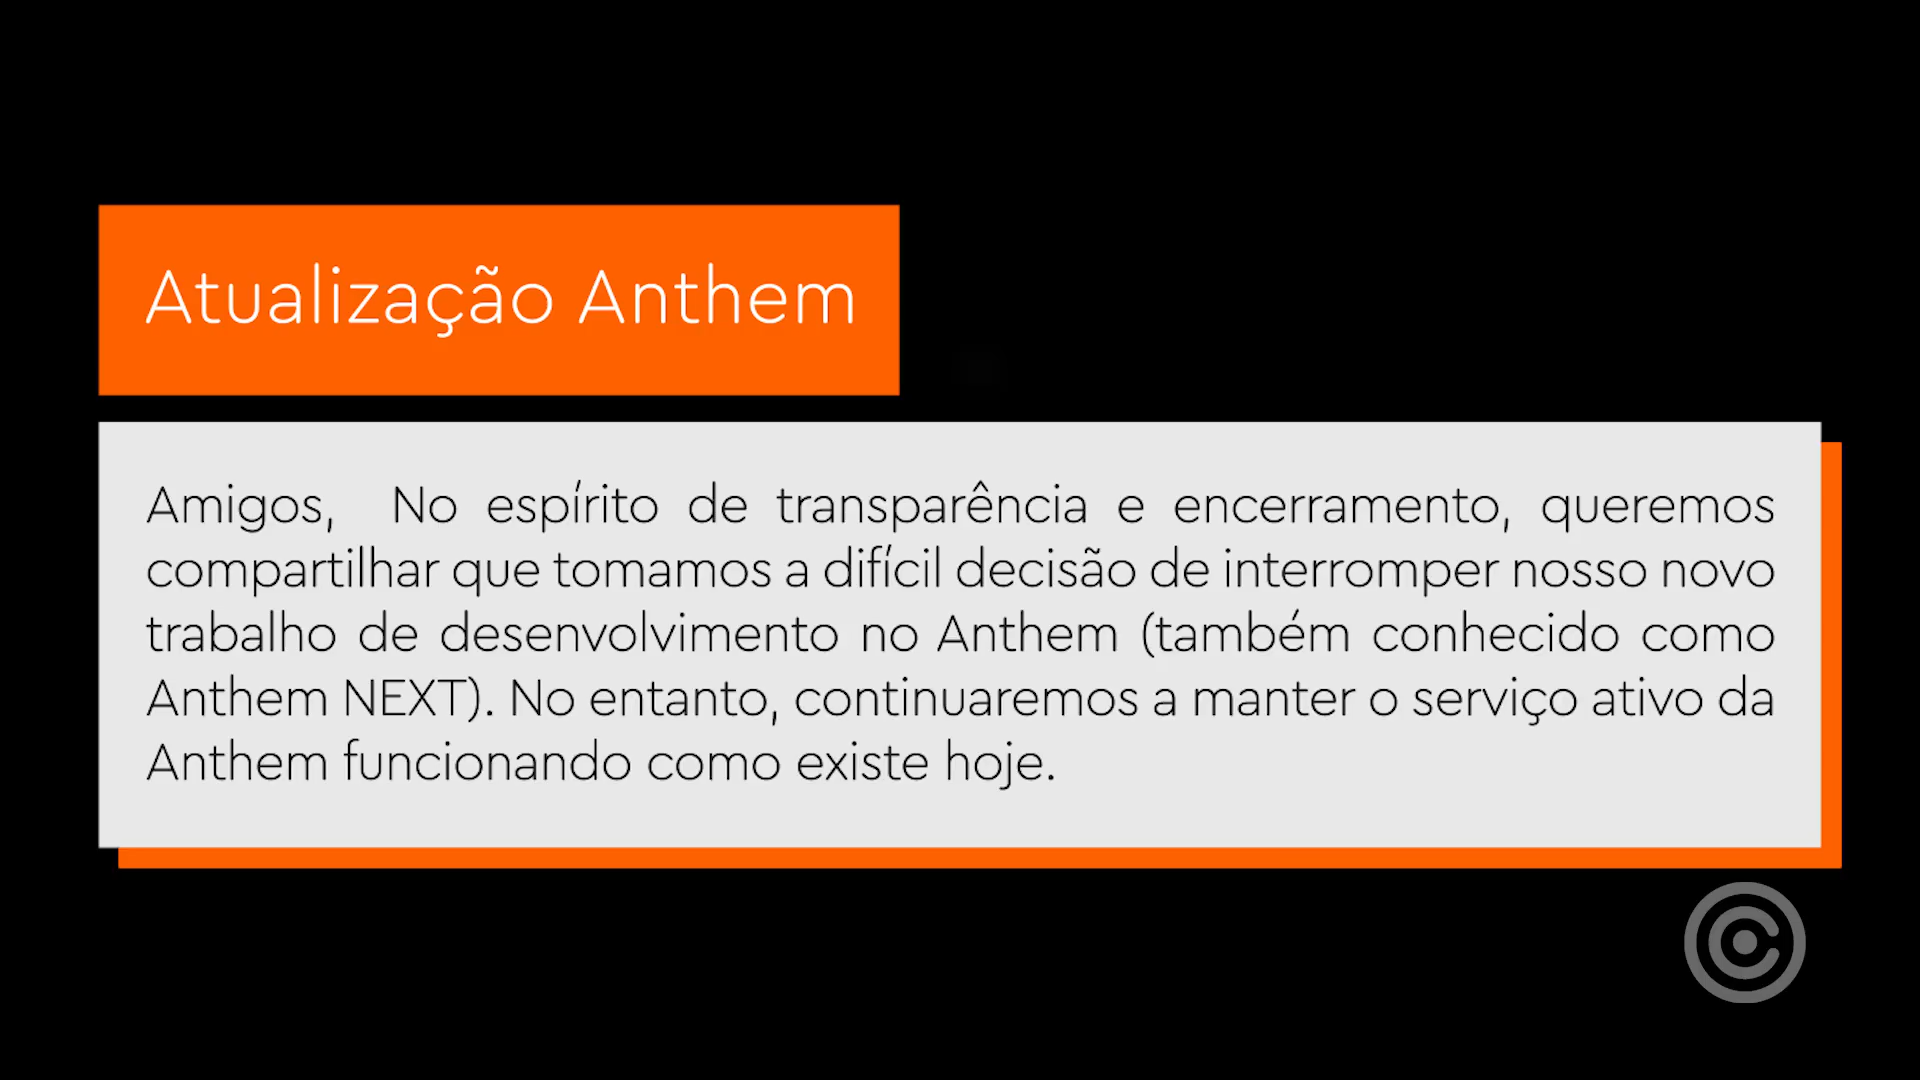 Atualização Anthem
Amigos, No espírito de transparência e encerramento, queremos
compartilhar que tomamos a difícil decisão de interromper nosso novo
trabalho de desenvolvimento no Anthem (também conhecido como
Anthem NEXT). No entanto, continuaremos a manter o serviço ativo da
Anthem funcionando como existe hoje.